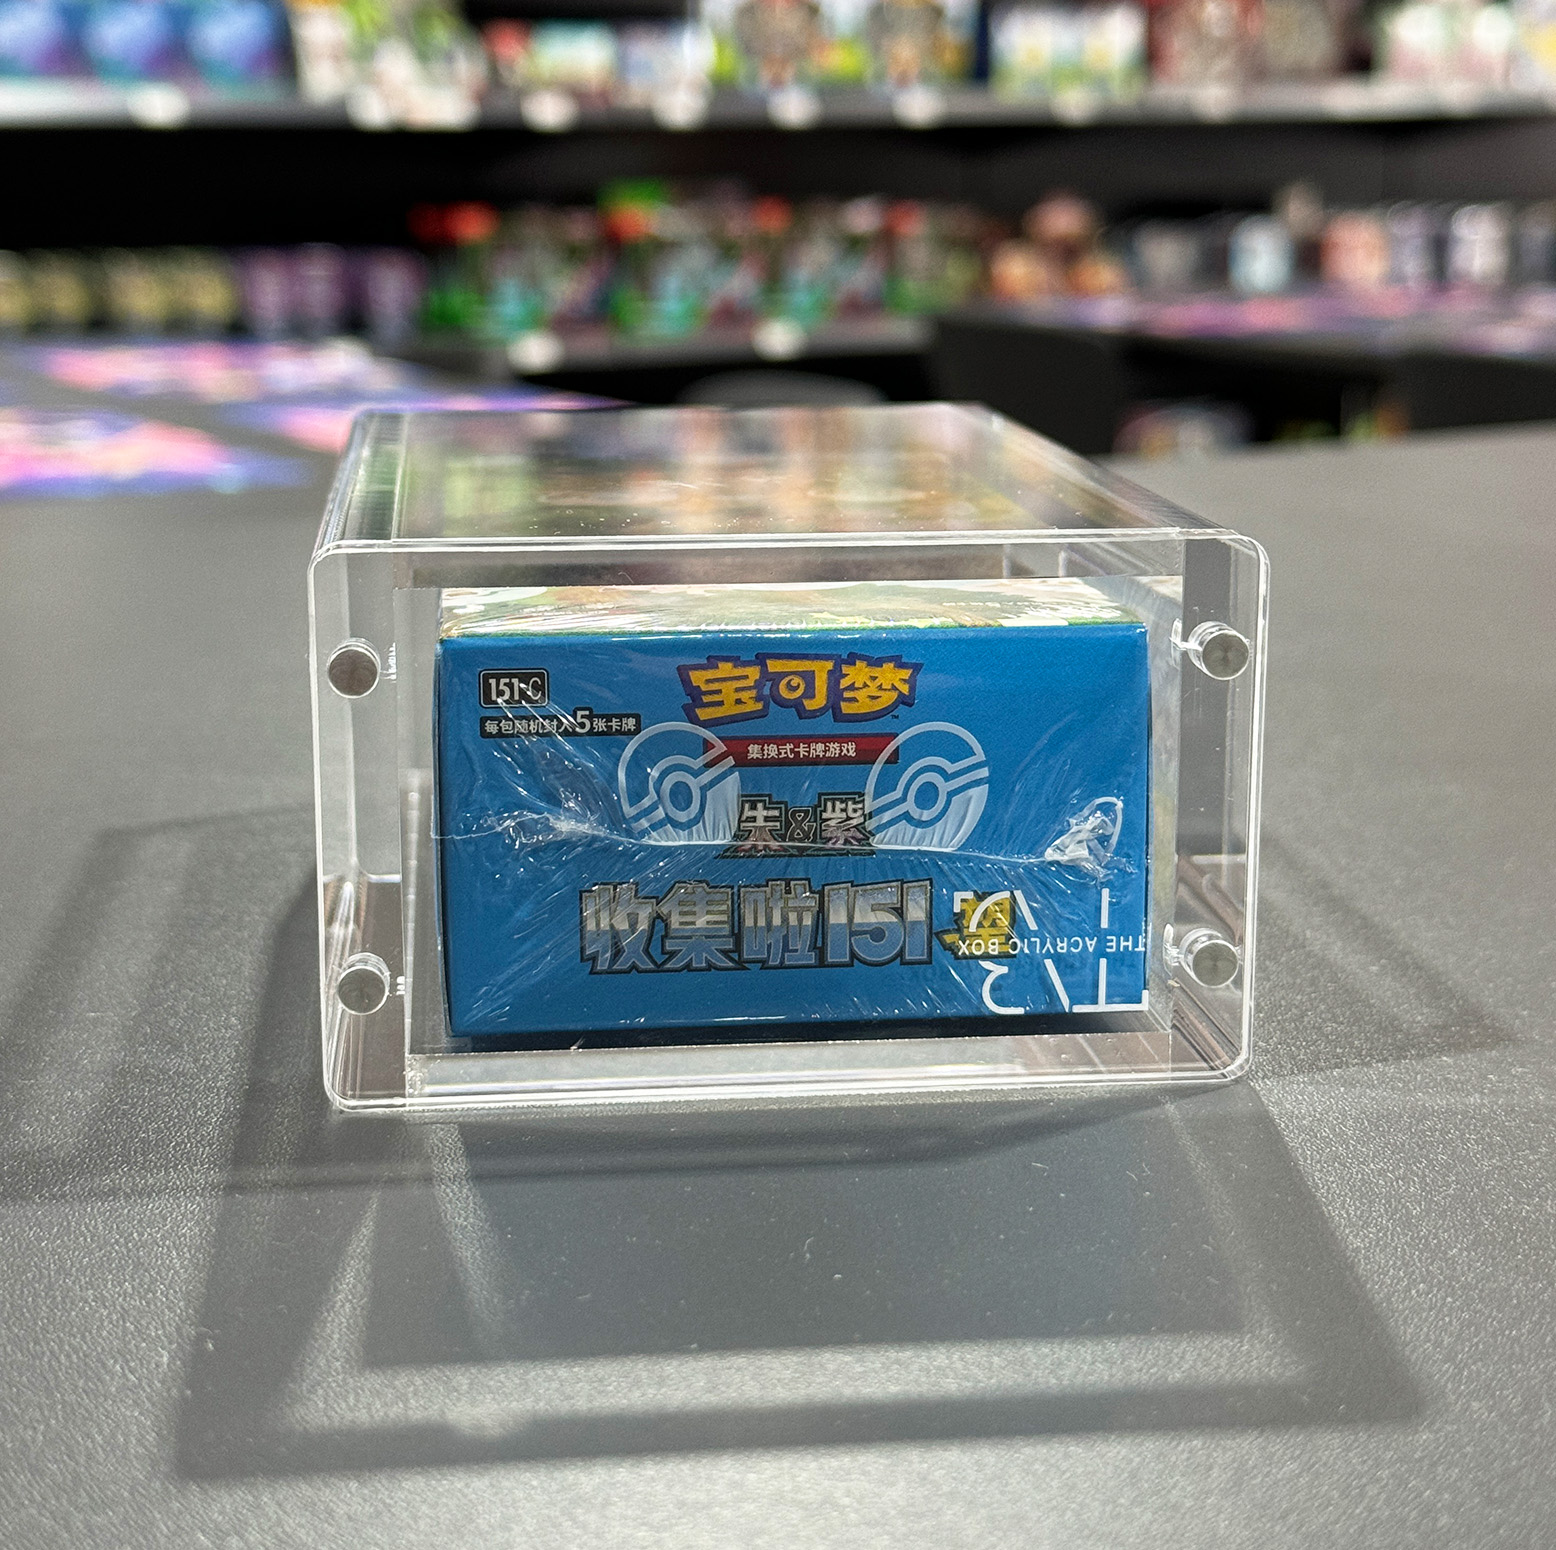 151 C
每包随机封入5张卡牌
宝可梦
TM
集换式卡牌游戏
朱&紫
收集啦151
THE ACRYLIC BOX